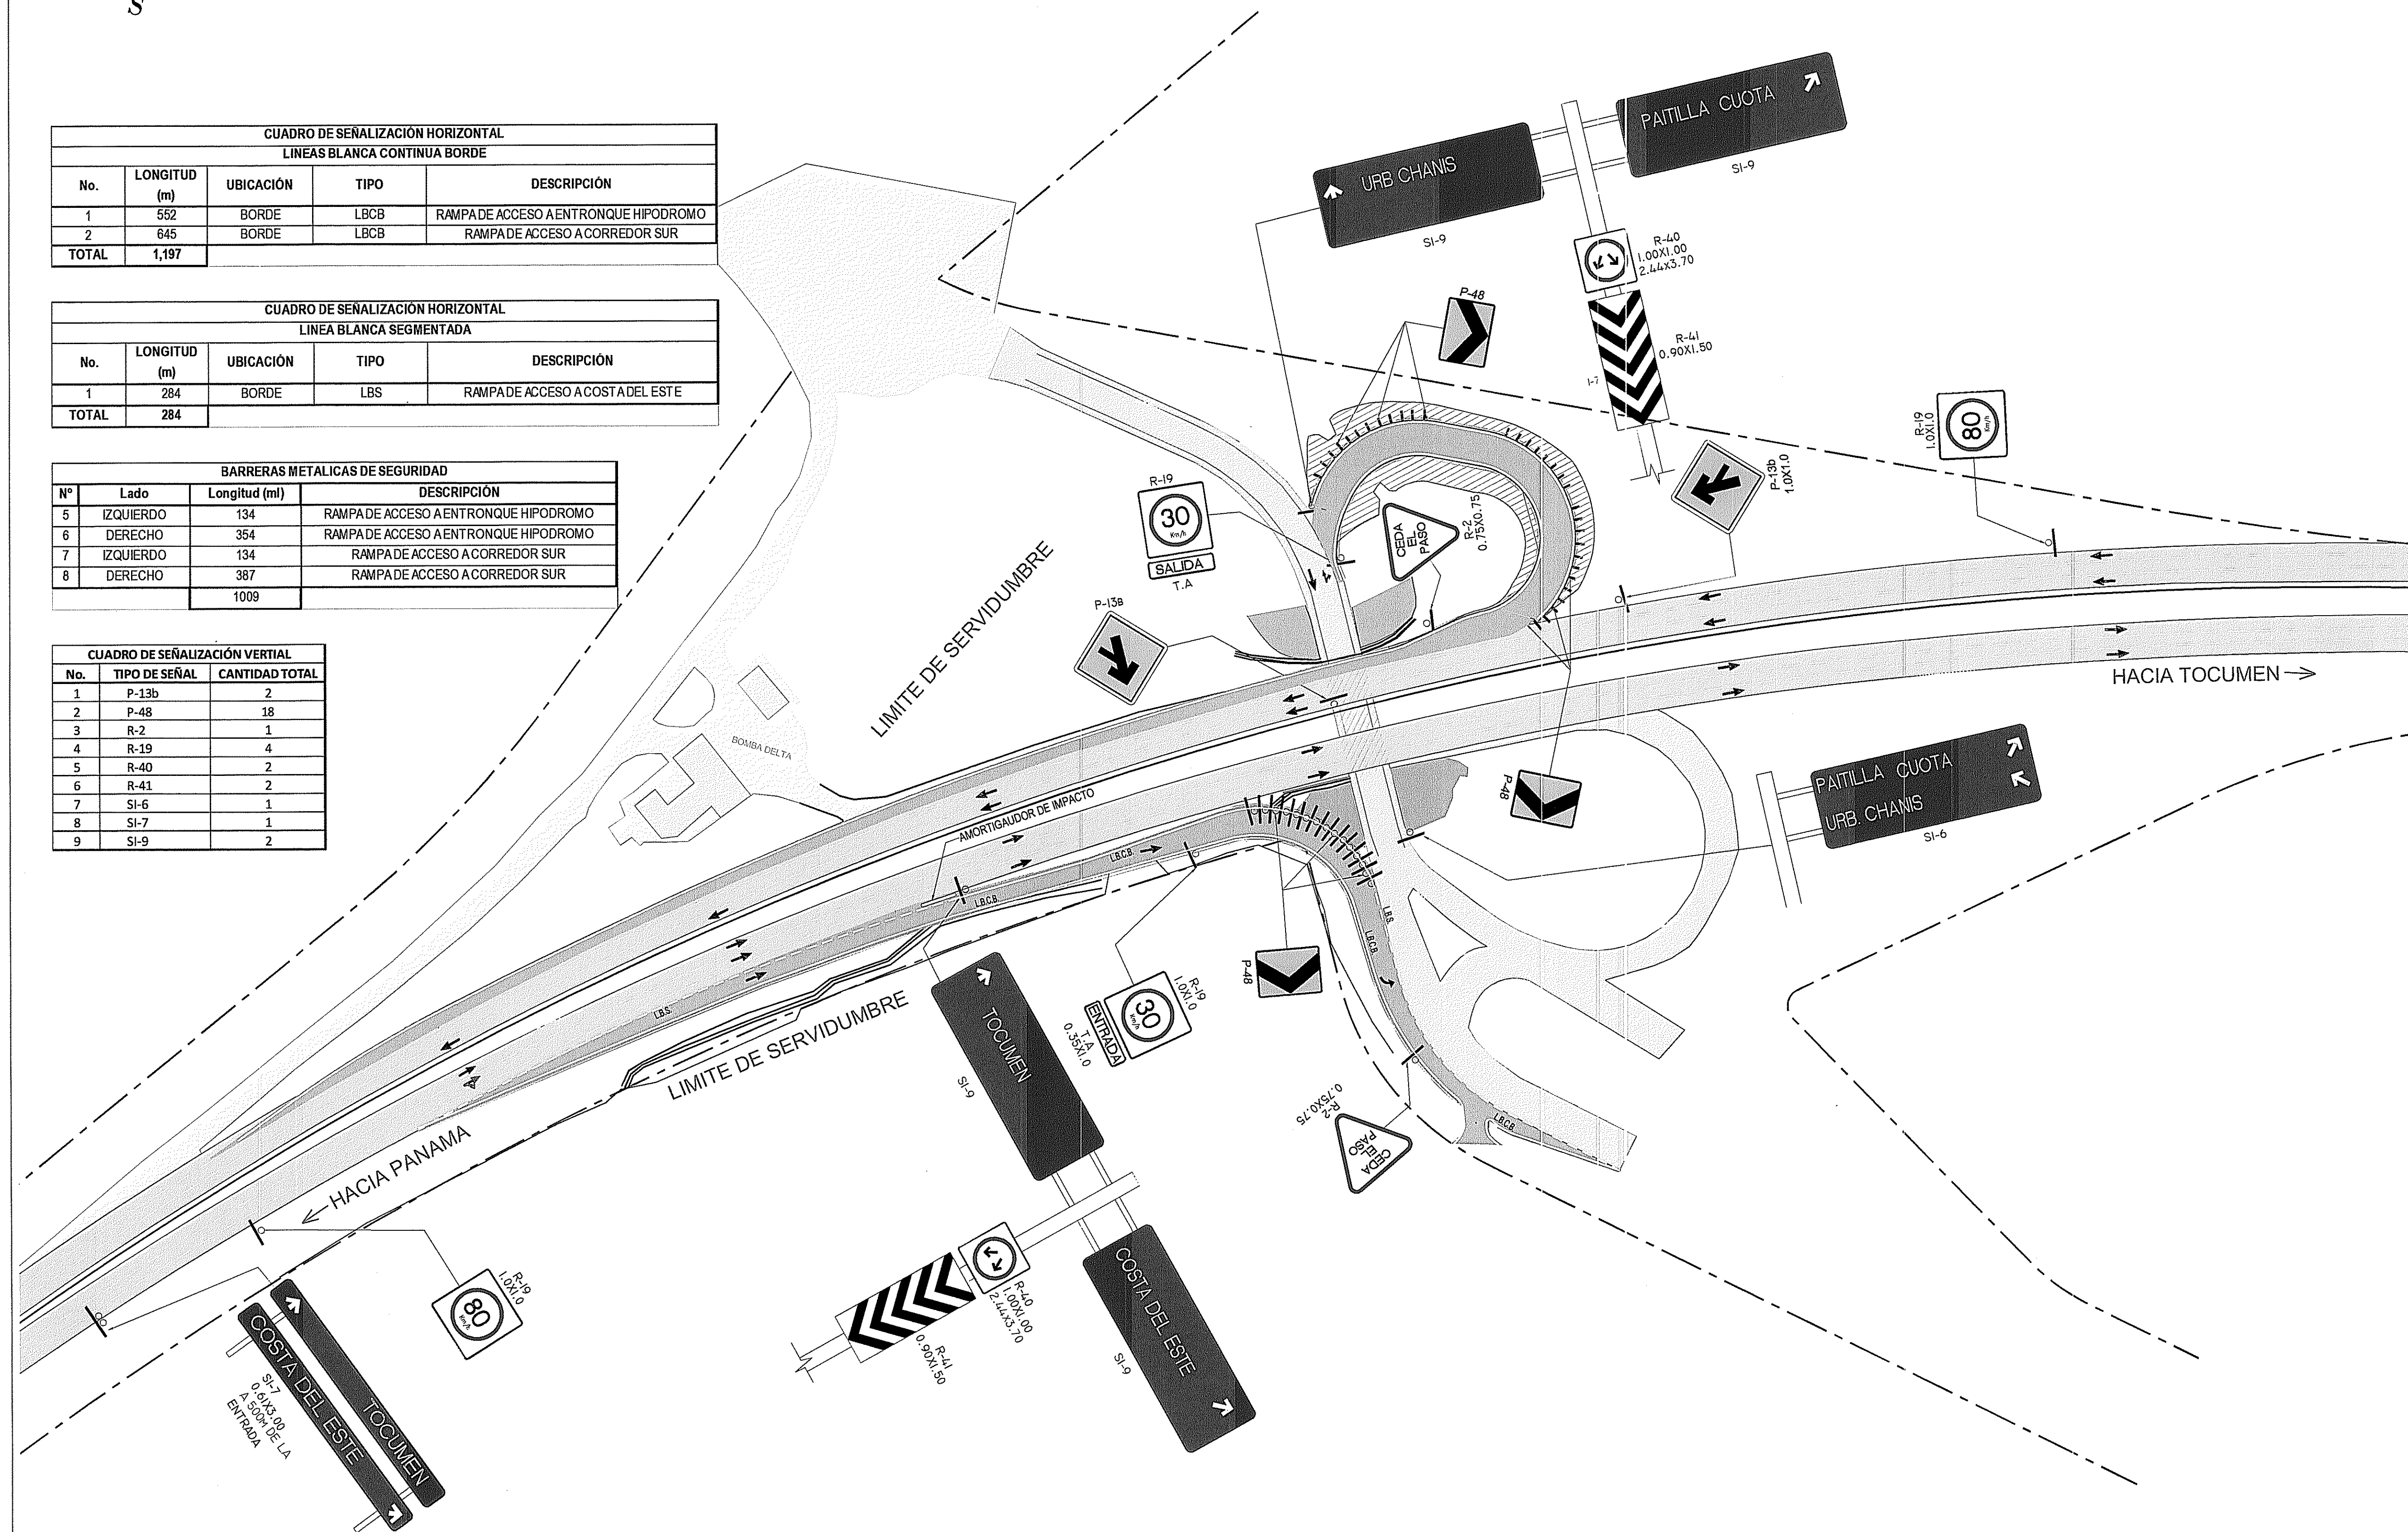 S
CUADRO DE SEÑALIZACIÓN HORIZONTAL
LINEAS BLANCA CONTINUA BORDE
No. LONGITUD (m) UBICACIÓN TIPO DESCRIPCIÓN
1 552 BORDE LBCB RAMPA DE ACCESO A ENTRONQUE HIPODROMO
2 645 BORDE LBCB RAMPA DE ACCESO A CORREDOR SUR
TOTAL 1,197
CUADRO DE SEÑALIZACIÓN HORIZONTAL
LINEA BLANCA SEGMENTADA
No. LONGITUD (m) UBICACIÓN TIPO DESCRIPCIÓN
1 284 BORDE LBS RAMPA DE ACCESO A COSTA DEL ESTE
TOTAL 284
BARRERAS METALICAS DE SEGURIDAD
Nº Lado Longitud (ml) DESCRIPCIÓN
5 IZQUIERDO 134 RAMPA DE ACCESO A ENTRONQUE HIPODROMO
6 DERECHO 354 RAMPA DE ACCESO A ENTRONQUE HIPODROMO
7 IZQUIERDO 134 RAMPA DE ACCESO A CORREDOR SUR
8 DERECHO 387 RAMPA DE ACCESO A CORREDOR SUR
1009
CUADRO DE SEÑALIZACIÓN VERTIAL
No. TIPO DE SEÑAL CANTIDAD TOTAL
1 P-13b 2
2 P-48 18
3 R-2 1
4 R-19 4
5 R-40 2
6 R-41 2
7 SI-6 1
8 SI-7 1
9 SI-9 2
URB CHANIS
SI-9
PAITILLA CUOTA
SI-9
R-40
1.00X1.00
2.44X3.70
P-48
R-41
0.90X1.50
I-7
R-19
1.0X1.0
80
Km/h
P-13b
1.0X1.0
R-19
30
Km/h
SALIDA
T.A
CEDA
EL
PASO
R-2
0.75X0.75
P-13B
LIMITE DE SERVIDUMBRE
BOMBA DELTA
HACIA TOCUMEN
AMORTIGAUDOR DE IMPACTO
P-48
PAITILLA CUOTA
URB. CHANIS
SI-6
L.B.C.B.
L.B.C.B.
L.B.S.
L.B.C.B.
L.B.S.
L.B.C.B.
P-48
LIMITE DE SERVIDUMBRE
HACIA PANAMA
TOCUMEN
SI-9
R-19
1.0X1.0
30
Km/h
ENTRADA
T.A
0.35X1.0
R-2
0.75X0.75
CEDA
EL
PASO
R-40
1.00X1.00
2.44X3.70
R-41
0.90X1.50
COSTA DEL ESTE
SI-9
R-19
1.0X1.0
80
Km/h
TOCUMEN
COSTA DEL ESTE
SI-7
0.61X3.00
A 500M DE LA
ENTRADA